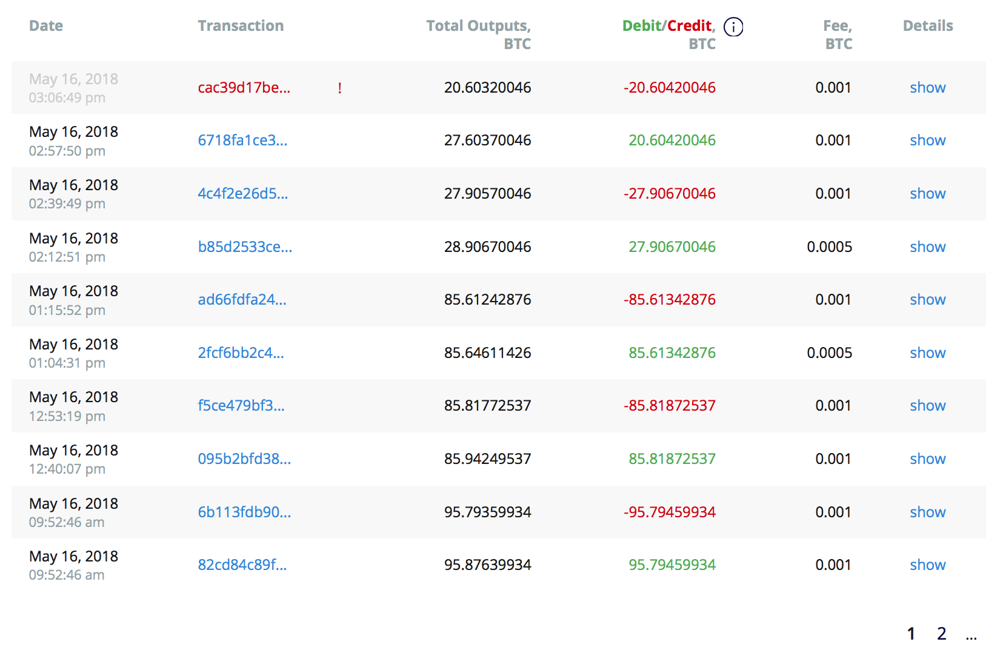 Date Transaction Total Outputs, BTC Debit/Credit, BTC i Fee, BTC Details
May 16, 2018
03:06:49 pm
cac39d17be... ! 20.60320046 -20.60420046 0.001 show
May 16, 2018
02:57:50 pm
6718fa1ce3... 27.60370046 20.60420046 0.001 show
May 16, 2018
02:39:49 pm
4c4f2e26d5... 27.90570046 -27.90670046 0.001 show
May 16, 2018
02:12:51 pm
b85d2533ce... 28.90670046 27.90670046 0.0005 show
May 16, 2018
01:15:52 pm
ad66fdfa24... 85.61242876 -85.61342876 0.001 show
May 16, 2018
01:04:31 pm
2fcf6bb2c4... 85.64611426 85.61342876 0.0005 show
May 16, 2018
12:53:19 pm
f5ce479bf3... 85.81772537 -85.81872537 0.001 show
May 16, 2018
12:40:07 pm
095b2bfd38... 85.94249537 85.81872537 0.001 show
May 16, 2018
09:52:46 am
6b113fdb90... 95.79359934 -95.79459934 0.001 show
May 16, 2018
09:52:46 am
82cd84c89f... 95.87639934 95.79459934 0.001 show
1 2 ...